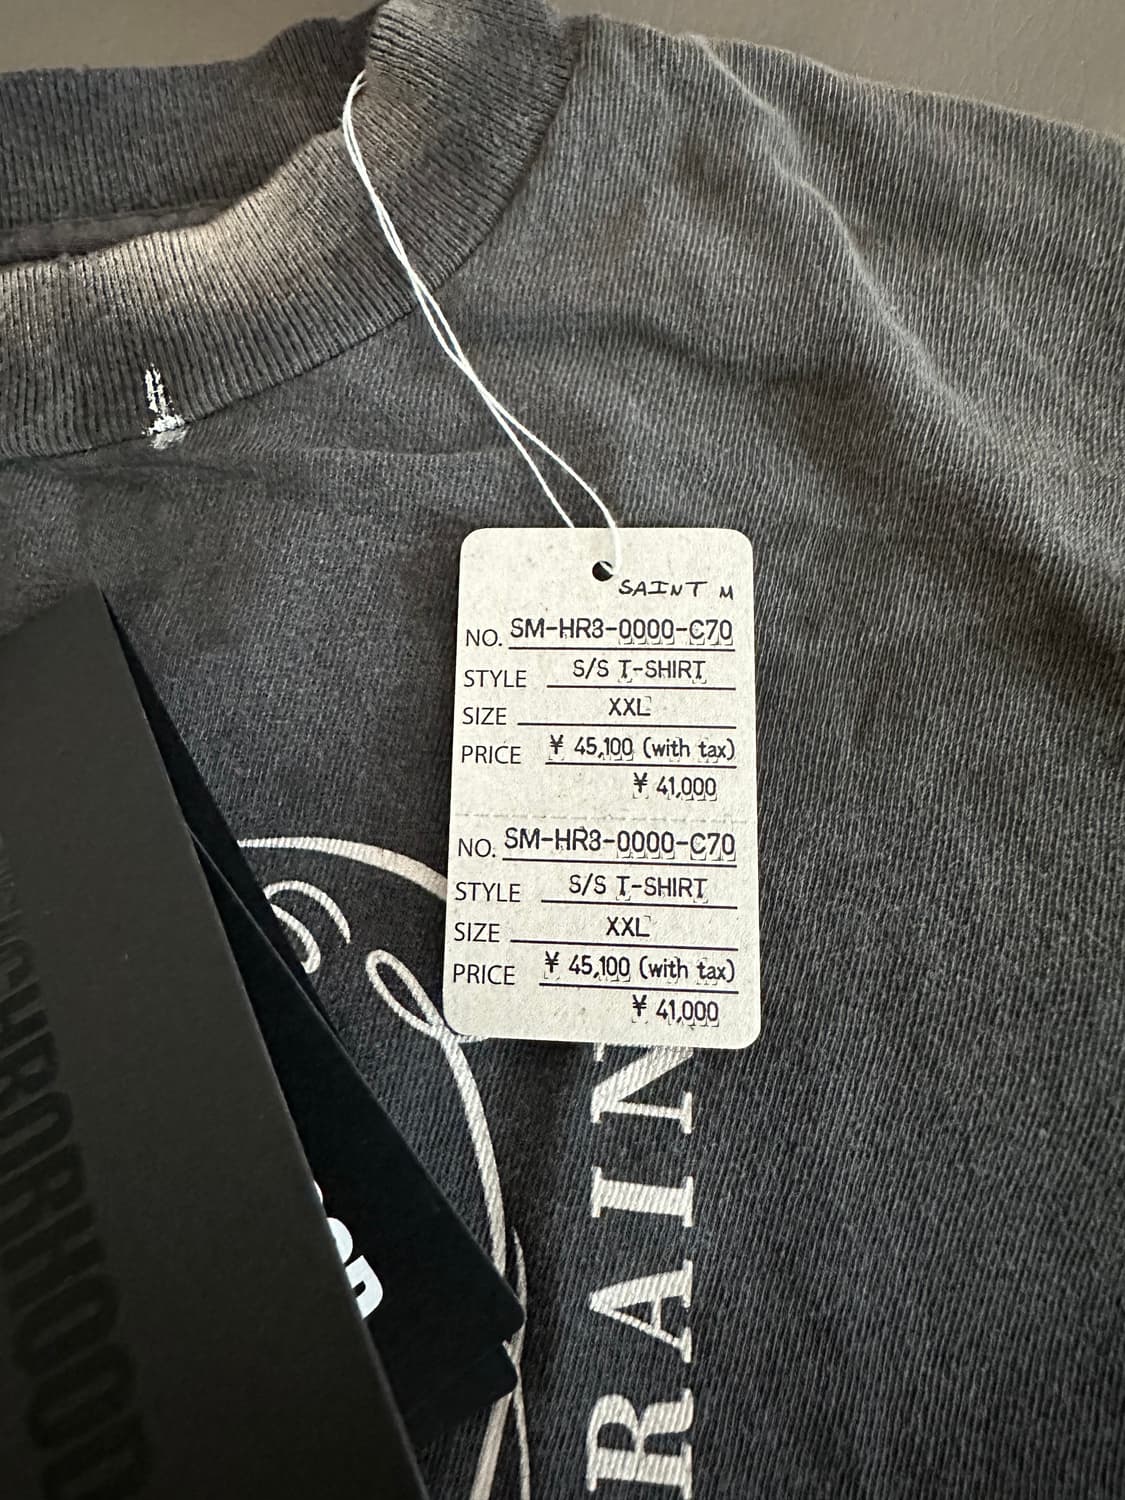 SAINT M
NO. SM-HR3-0000-C70
STYLE S/S T-SHIRT
SIZE XXL
PRICE ¥ 45,100 (with tax)
¥ 41,000
NO. SM-HR3-0000-C70
STYLE S/S T-SHIRT
SIZE XXL
PRICE ¥ 45,100 (with tax)
¥ 41,000
NEIGHBORHOOD
RAIN